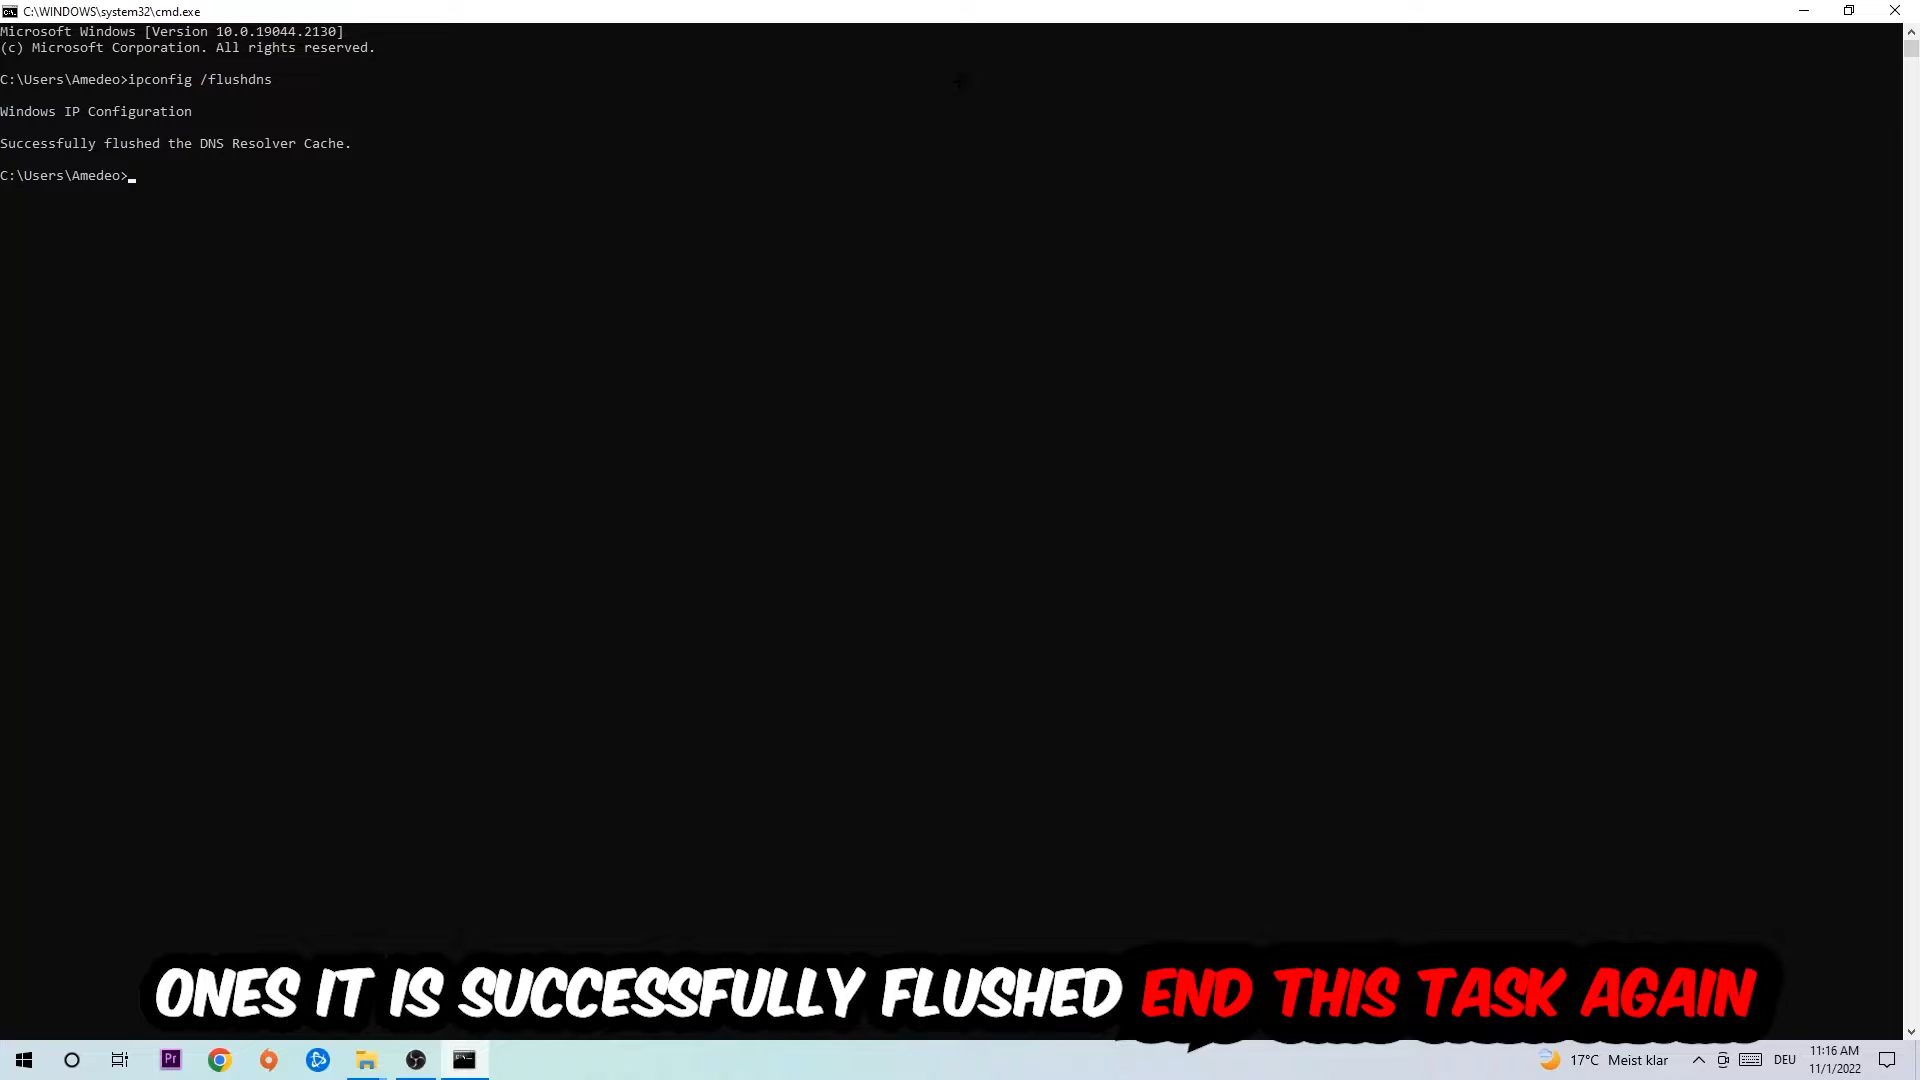 C:\WINDOWS\system32\cmd.exe
Microsoft Windows [Version 10.0.19044.2130]
(c) Microsoft Corporation. All rights reserved.
C:\Users\Amedeo>ipconfig /flushdns
Windows IP Configuration
Successfully flushed the DNS Resolver Cache.
C:\Users\Amedeo>
ONES IT IS SUCCESSFULLY FLUSHED END THIS TASK AGAIN
Pr
17°C Meist klar
DEU
11:16 AM
11/1/2022